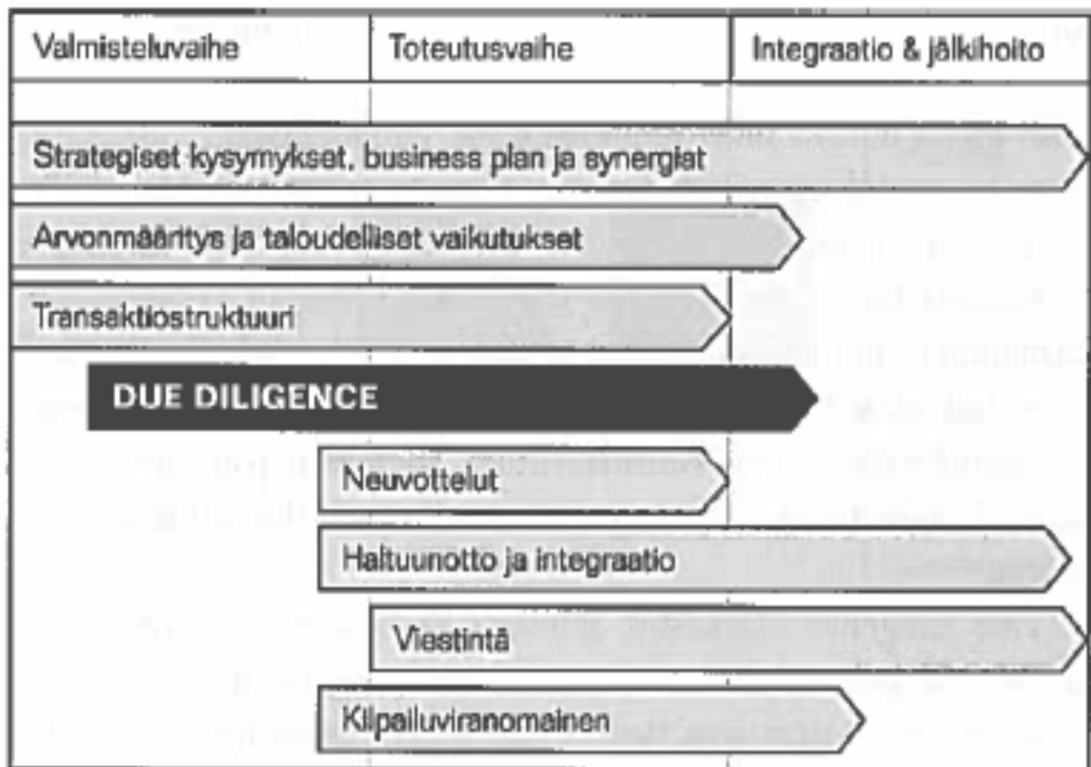 Valmisteluvaihe
Toteutusvaihe
Integraatio & jälkihoito
Strategiset kysymykset, business plan ja synergiat
Arvonmääritys ja taloudelliset vaikutukset
Transaktiostruktuuri
DUE DILIGENCE
Neuvottelut
Haltuunotto ja integraatio
Viestintä
Kilpailuviranomainen